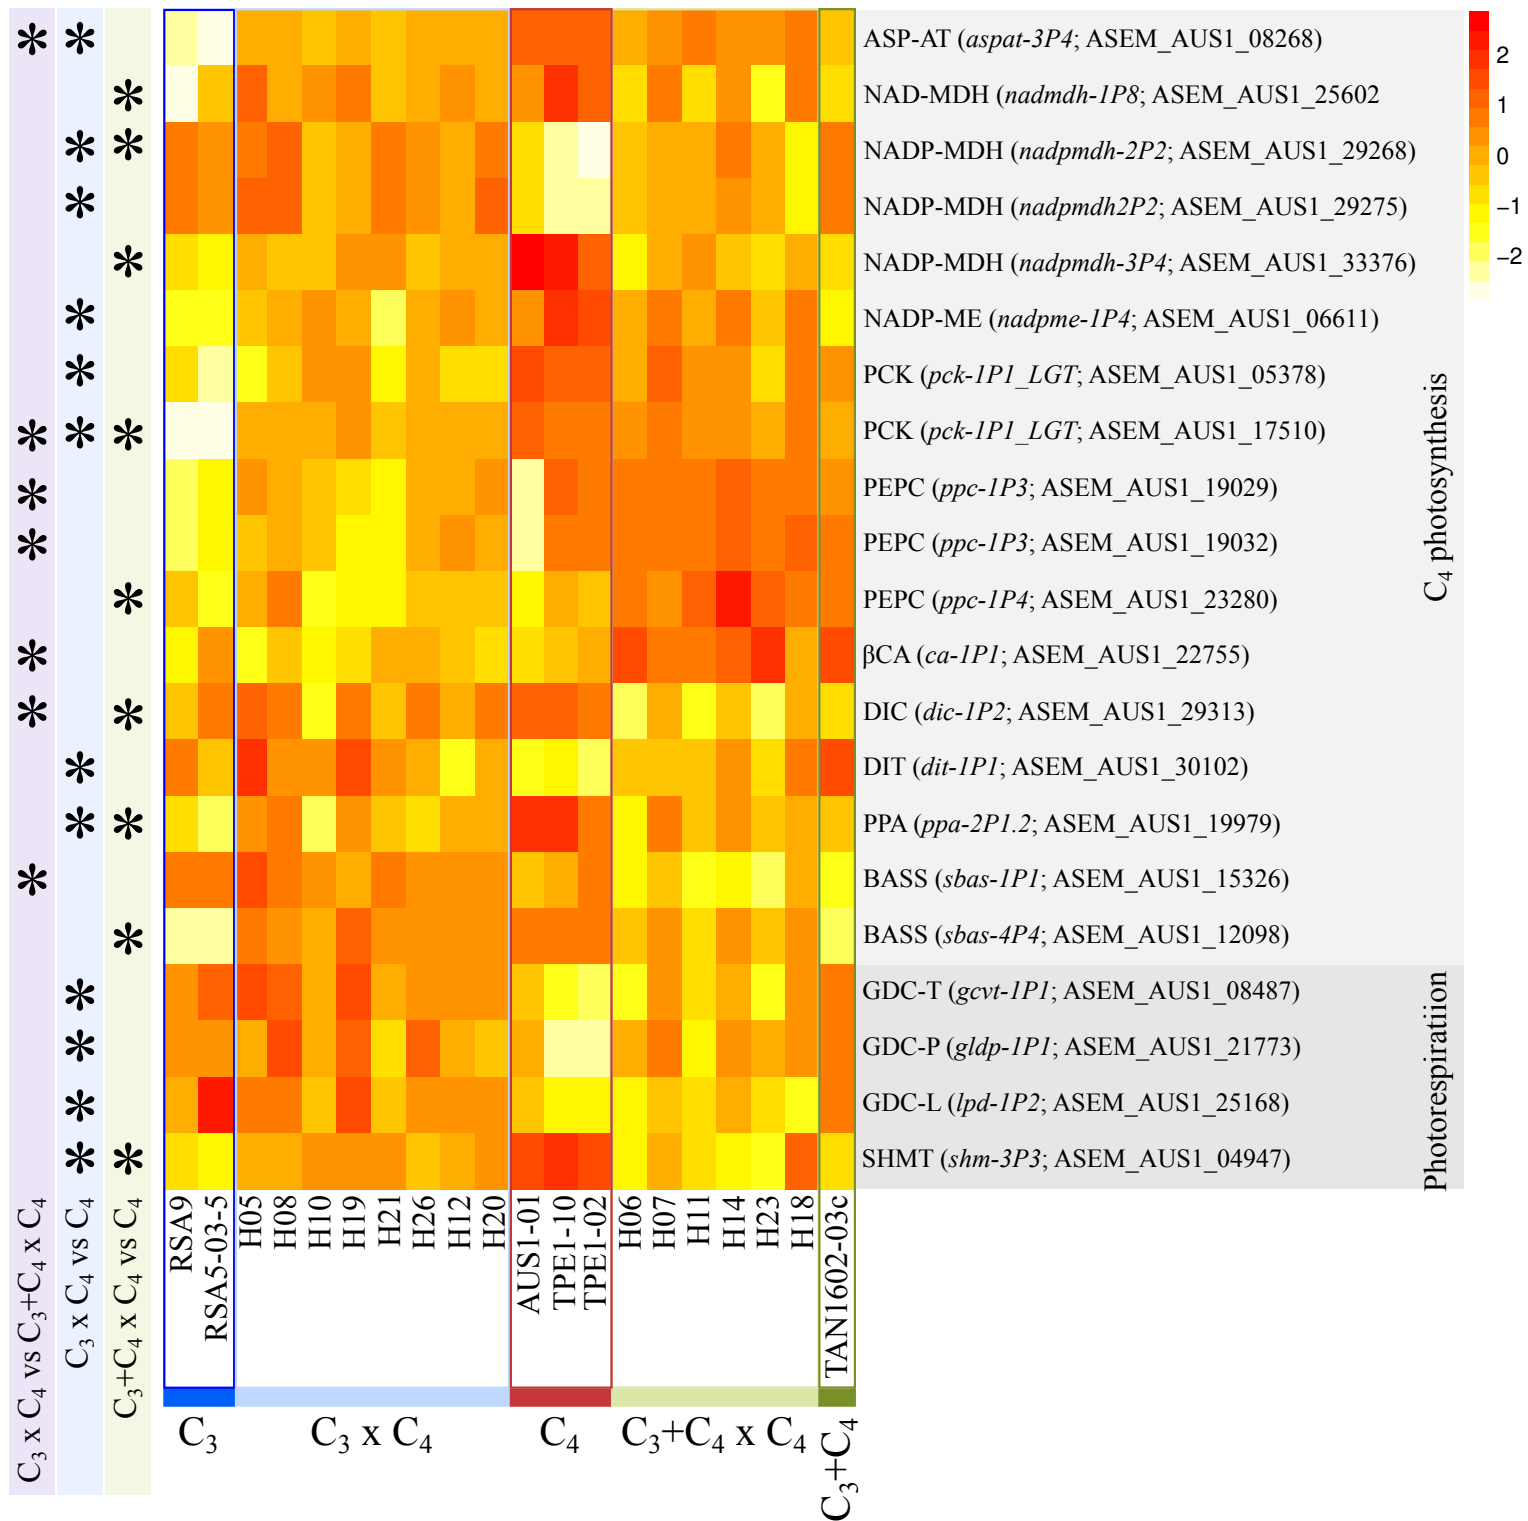 ASP-AT (aspat-3P4; ASEM_AUS1_08268)
NAD-MDH (nadmdh-1P8; ASEM_AUS1_25602
NADP-MDH (nadpmdh-2P2; ASEM_AUS1_29268)
NADP-MDH (nadpmdh2P2; ASEM_AUS1_29275)
NADP-MDH (nadpmdh-3P4; ASEM_AUS1_33376)
NADP-ME (nadpme-1P4; ASEM_AUS1_06611)
PCK (pck-1P1_LGT; ASEM_AUS1_05378)
PCK (pck-1P1_LGT; ASEM_AUS1_17510)
PEPC (ppc-1P3; ASEM_AUS1_19029)
PEPC (ppc-1P3; ASEM_AUS1_19032)
PEPC (ppc-1P4; ASEM_AUS1_23280)
βCA (ca-1P1; ASEM_AUS1_22755)
DIC (dic-1P2; ASEM_AUS1_29313)
DIT (dit-1P1; ASEM_AUS1_30102)
PPA (ppa-2P1.2; ASEM_AUS1_19979)
BASS (sbas-1P1; ASEM_AUS1_15326)
BASS (sbas-4P4; ASEM_AUS1_12098)
GDC-T (gcvt-1P1; ASEM_AUS1_08487)
GDC-P (gldp-1P1; ASEM_AUS1_21773)
GDC-L (lpd-1P2; ASEM_AUS1_25168)
SHMT (shm-3P3; ASEM_AUS1_04947)
C₄ photosynthesis
Photorespiratiion
2
1
0
−1
−2
C₃ x C₄ vs C₃+C₄ x C₄
C₃ x C₄ vs C₄
C₃+C₄ x C₄ vs C₄
RSA9
RSA5-03-5
H05
H08
H10
H19
H21
H26
H12
H20
AUS1-01
TPE1-10
TPE1-02
H06
H07
H11
H14
H23
H18
TAN1602-03c
C₃
C₃ x C₄
C₄
C₃+C₄ x C₄
C₃+C₄